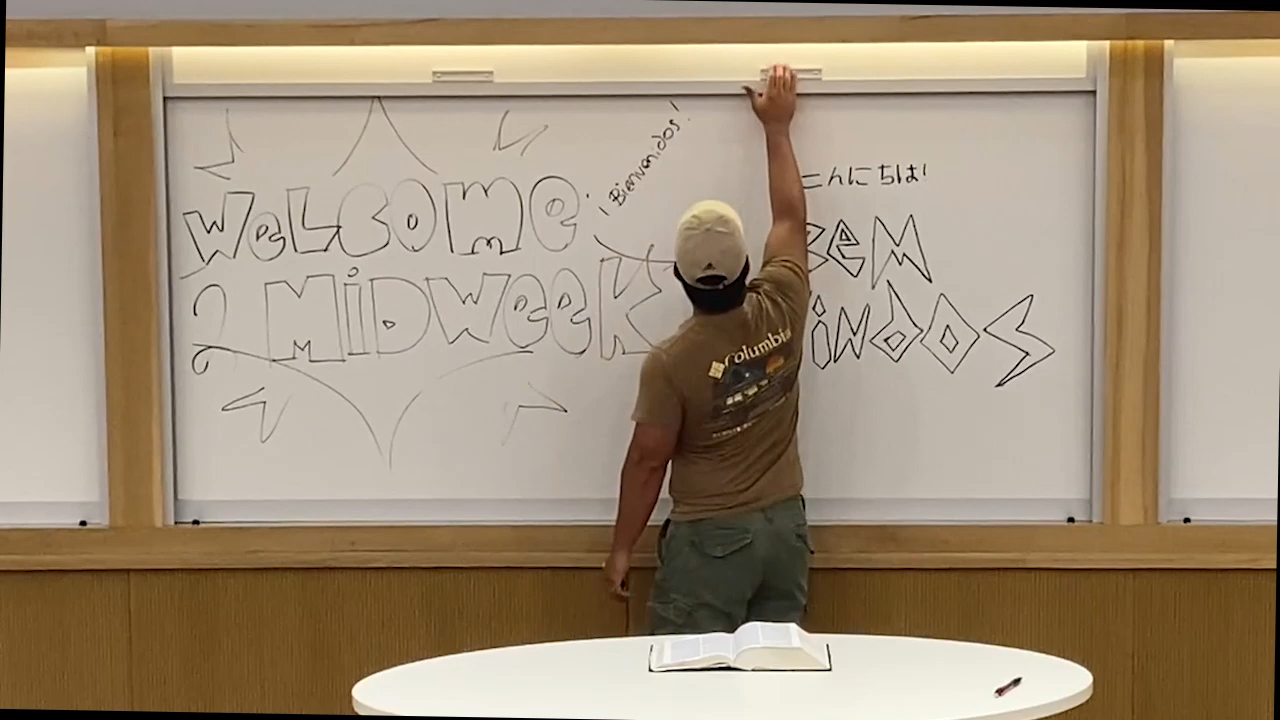 WeLCOMe
2 MiDWeeK
¡Bienvenidos!
こんにちは!
BeM
iNdOS
Columbia